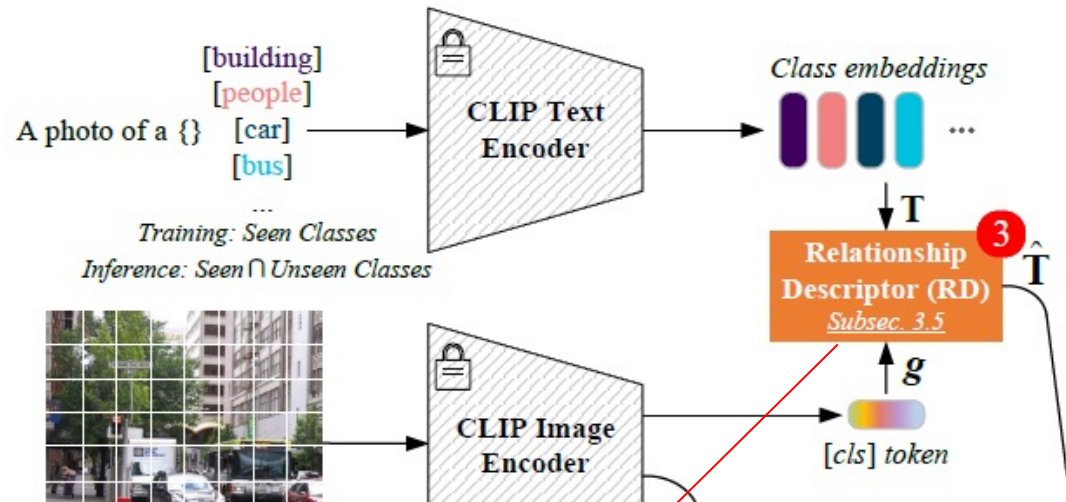 [building]
[people]
A photo of a {} [car]
[bus]
...
Training: Seen Classes
Inference: Seen ∩ Unseen Classes
CLIP Text
Encoder
Class embeddings
...
T
3
Relationship
Descriptor (RD)
Subsec. 3.5
T̂
g
[cls] token
CLIP Image
Encoder